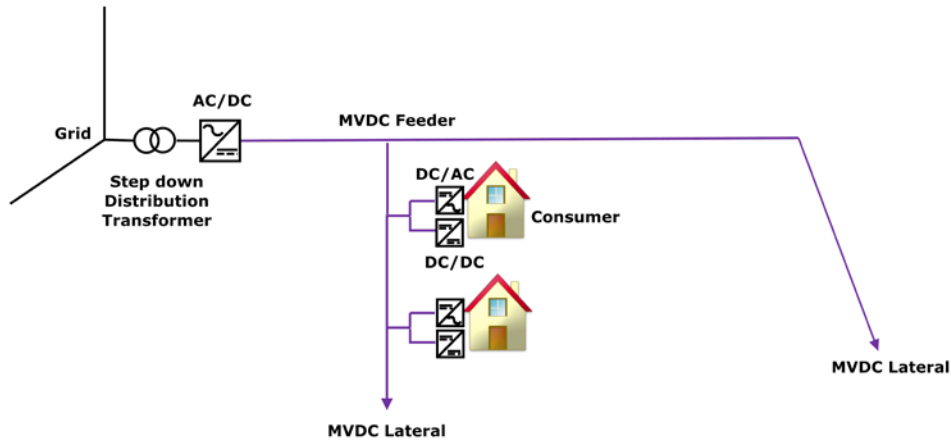 AC/DC
Grid
MVDC Feeder
Step down
Distribution
Transformer
DC/AC
Consumer
DC/DC
MVDC Lateral
MVDC Lateral